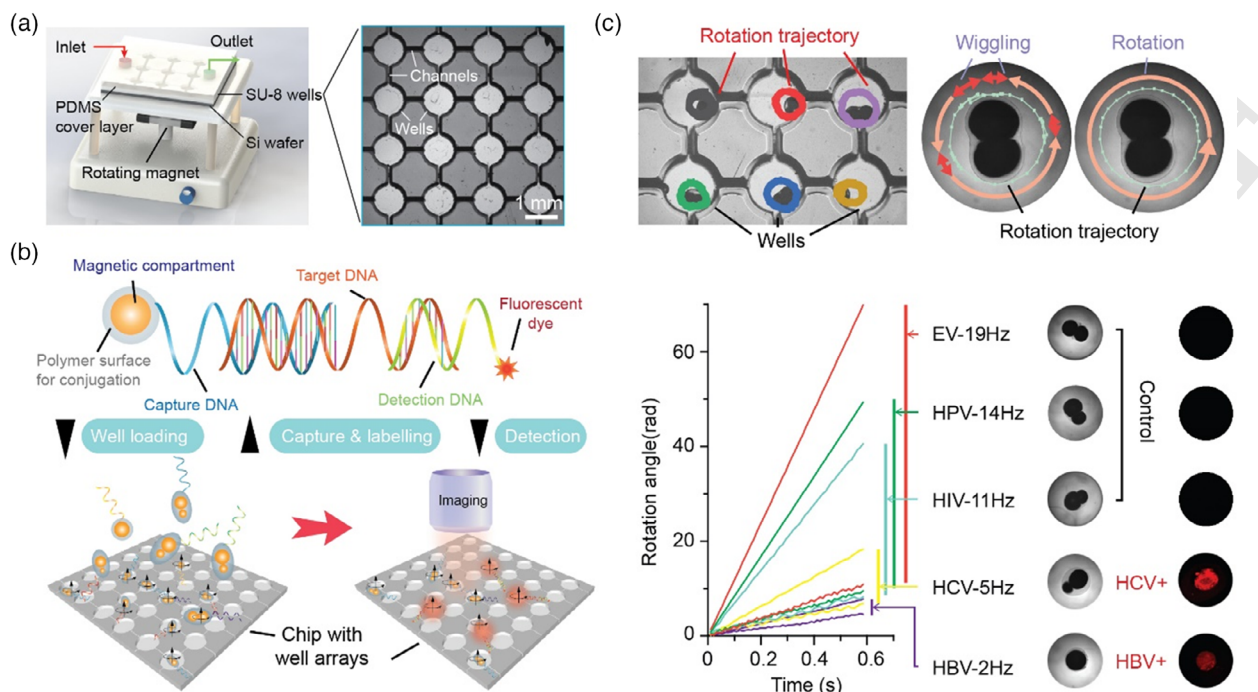 (a)
Inlet
Outlet
SU-8 wells
PDMS
cover layer
Si wafer
Rotating magnet
Channels
Wells
1 mm
(b)
Magnetic compartment
Target DNA
Fluorescent
dye
Polymer surface
for conjugation
Capture DNA
Detection DNA
Well loading
Capture & labelling
Detection
Imaging
Chip with
well arrays
(c)
Rotation trajectory
Wells
Wiggling
Rotation
Rotation trajectory
Rotation angle(rad)
60
40
20
0
0
0.2
0.4
0.6
0.8
Time (s)
EV-19Hz
HPV-14Hz
HIV-11Hz
HCV-5Hz
HBV-2Hz
Control
HCV+
HBV+